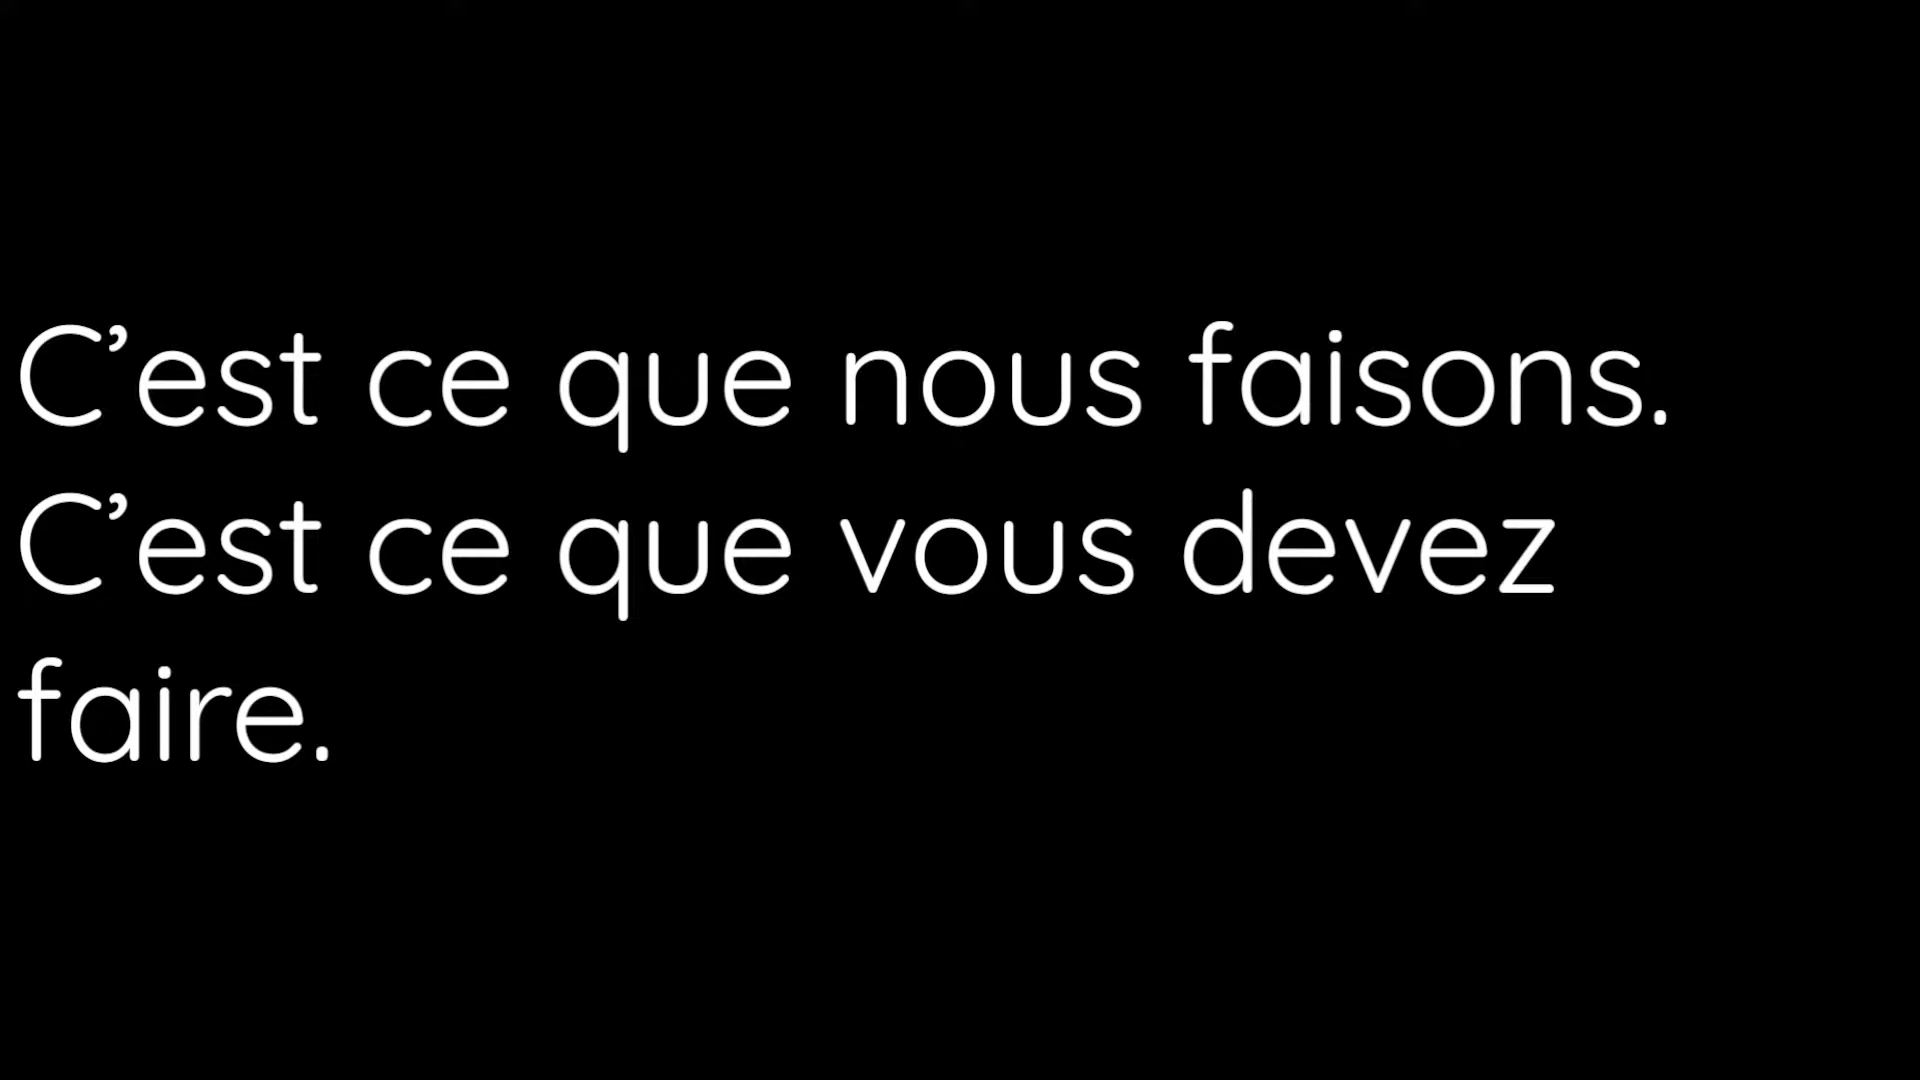 C’est ce que nous faisons.
C’est ce que vous devez
faire.